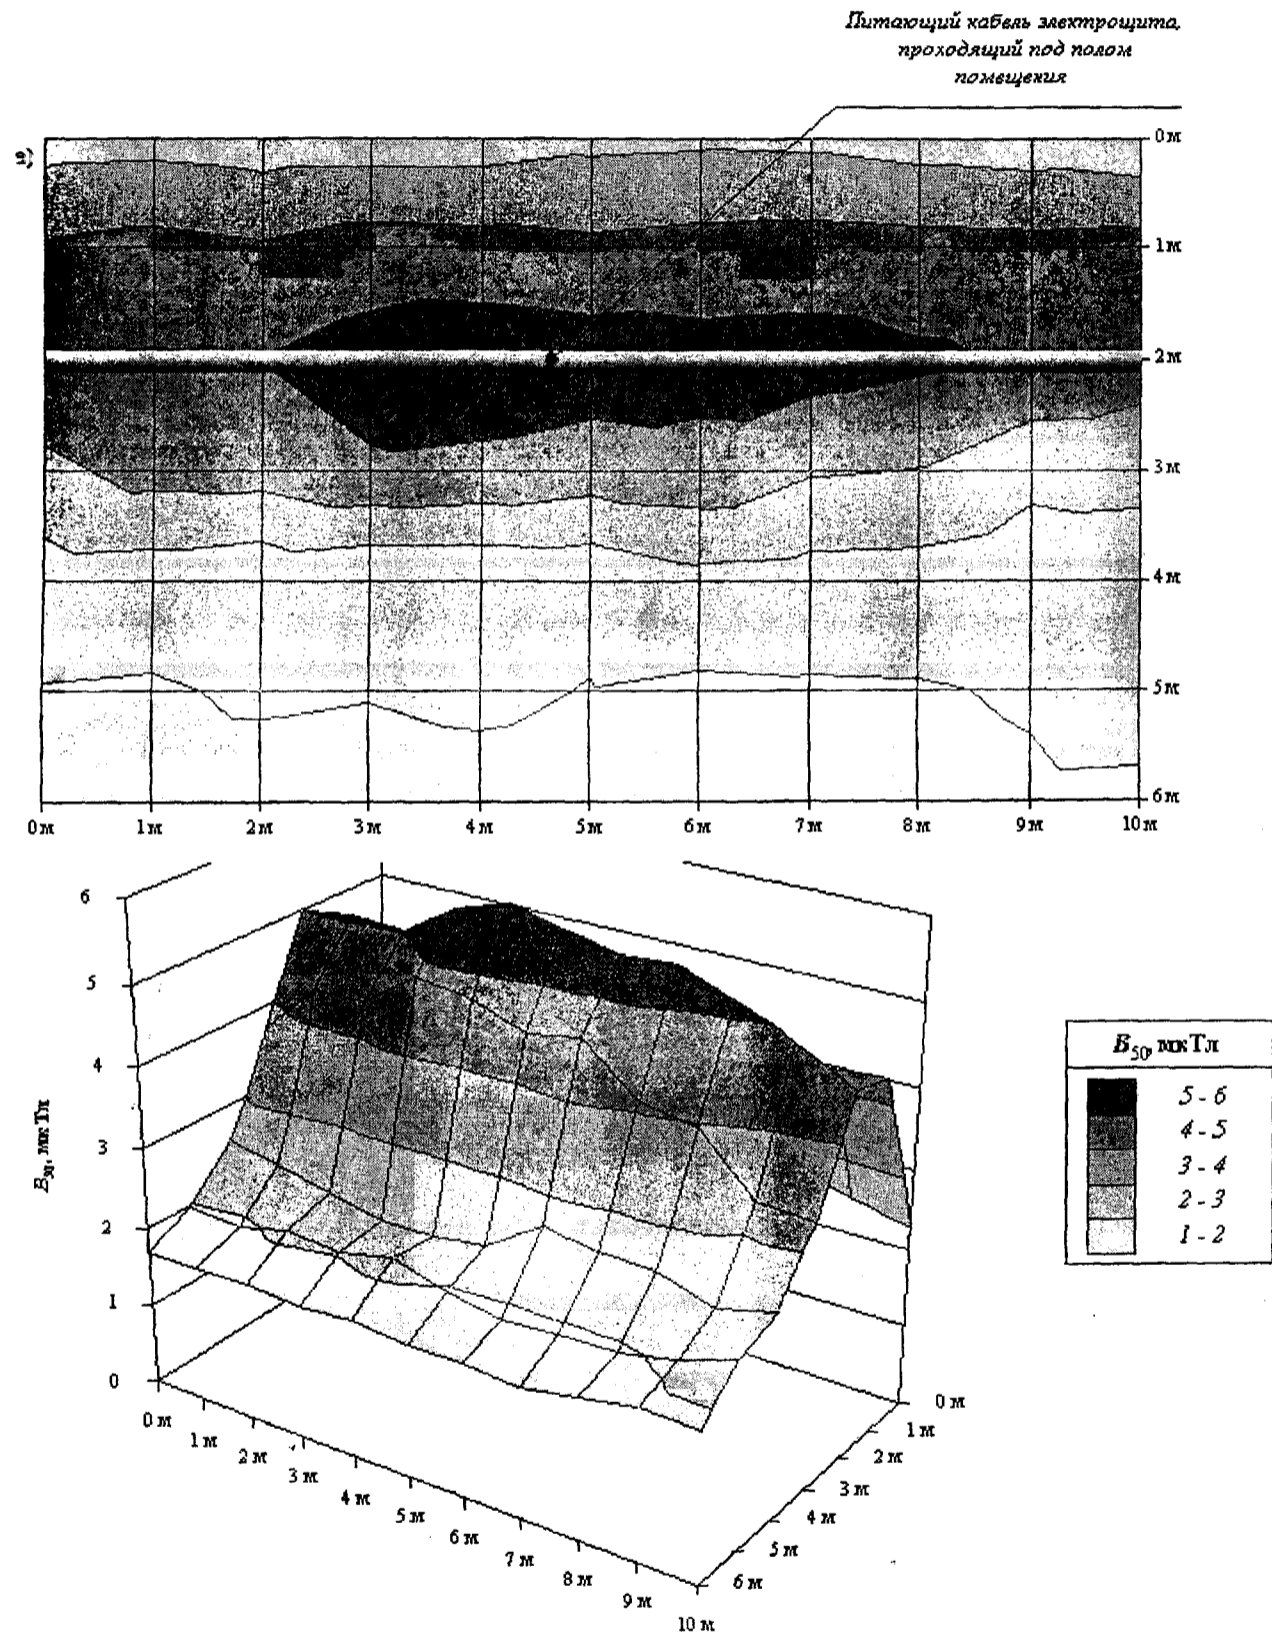 Питающий кабель электрощита,
проходящий под полом
помещения
0 м
1 м
2 м
3 м
4 м
5 м
6 м
0 м 1 м 2 м 3 м 4 м 5 м 6 м 7 м 8 м 9 м 10 м
6
5
4
3
2
1
0
B50, мкТл
0 м
1 м
2 м
3 м
4 м
5 м
6 м
7 м
8 м
9 м
10 м
0 м
1 м
2 м
3 м
4 м
5 м
6 м
B50, мкТл
5 - 6
4 - 5
3 - 4
2 - 3
1 - 2